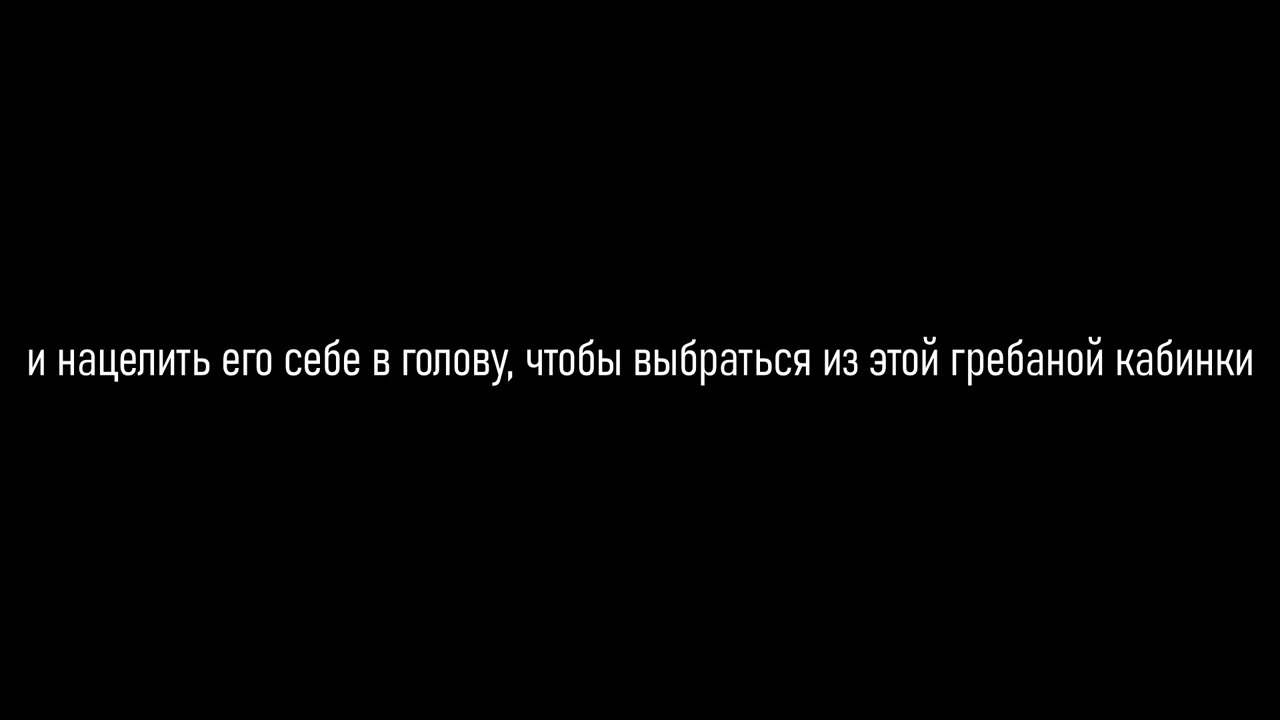 и нацелить его себе в голову, чтобы выбраться из этой гребаной кабинки